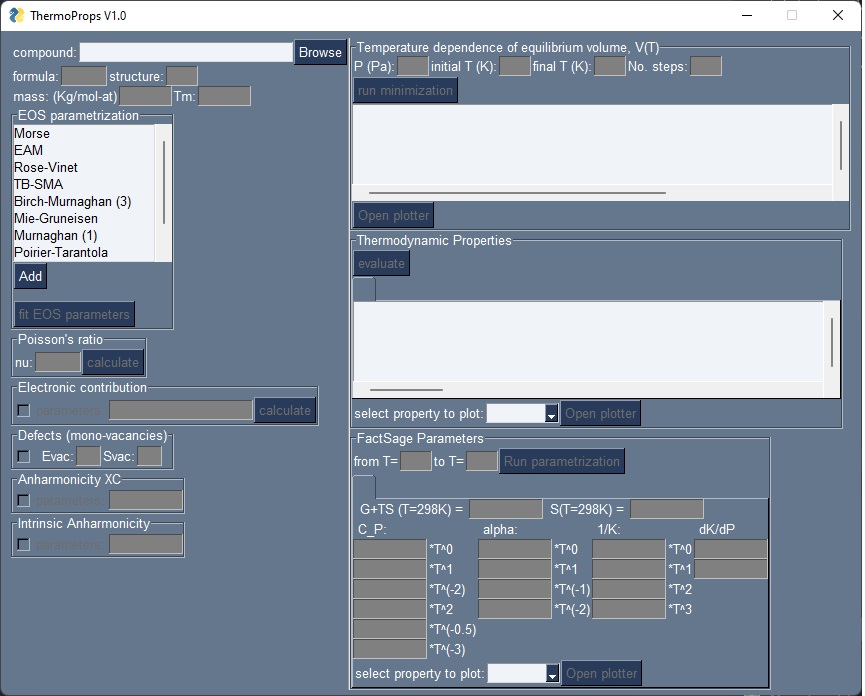 ThermoProps V1.0
compound: Browse
formula: structure:
mass: (Kg/mol-at) Tm:
EOS parametrization
Morse
EAM
Rose-Vinet
TB-SMA
Birch-Murnaghan (3)
Mie-Gruneisen
Murnaghan (1)
Poirier-Tarantola
Add
fit EOS parameters
Poisson's ratio
nu: calculate
Electronic contribution
parameters: calculate
Defects (mono-vacancies)
Evac: Svac:
Anharmonicity XC
parameters:
Intrinsic Anharmonicity
parameters:
Temperature dependence of equilibrium volume, V(T)
P (Pa): initial T (K): final T (K): No. steps:
run minimization
Open plotter
Thermodynamic Properties
evaluate
select property to plot: Open plotter
FactSage Parameters
from T= to T= Run parametrization
G+TS (T=298K) = S(T=298K) =
C_P: alpha: 1/K: dK/dP
*T^0 *T^0 *T^0
*T^1 *T^1 *T^1
*T^(-2) *T^(-1) *T^2
*T^2 *T^(-2) *T^3
*T^(-0.5)
*T^(-3)
select property to plot: Open plotter